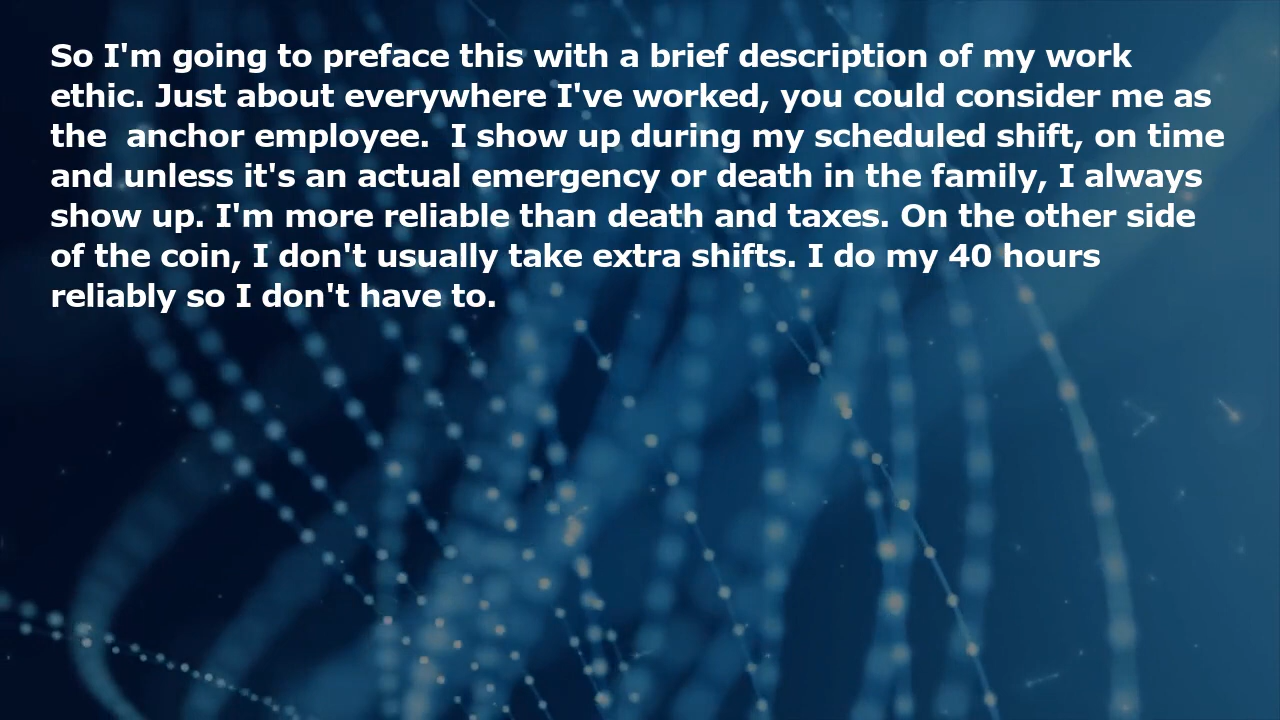 So I'm going to preface this with a brief description of my work
ethic. Just about everywhere I've worked, you could consider me as
the  anchor employee.  I show up during my scheduled shift, on time
and unless it's an actual emergency or death in the family, I always
show up. I'm more reliable than death and taxes. On the other side
of the coin, I don't usually take extra shifts. I do my 40 hours
reliably so I don't have to.